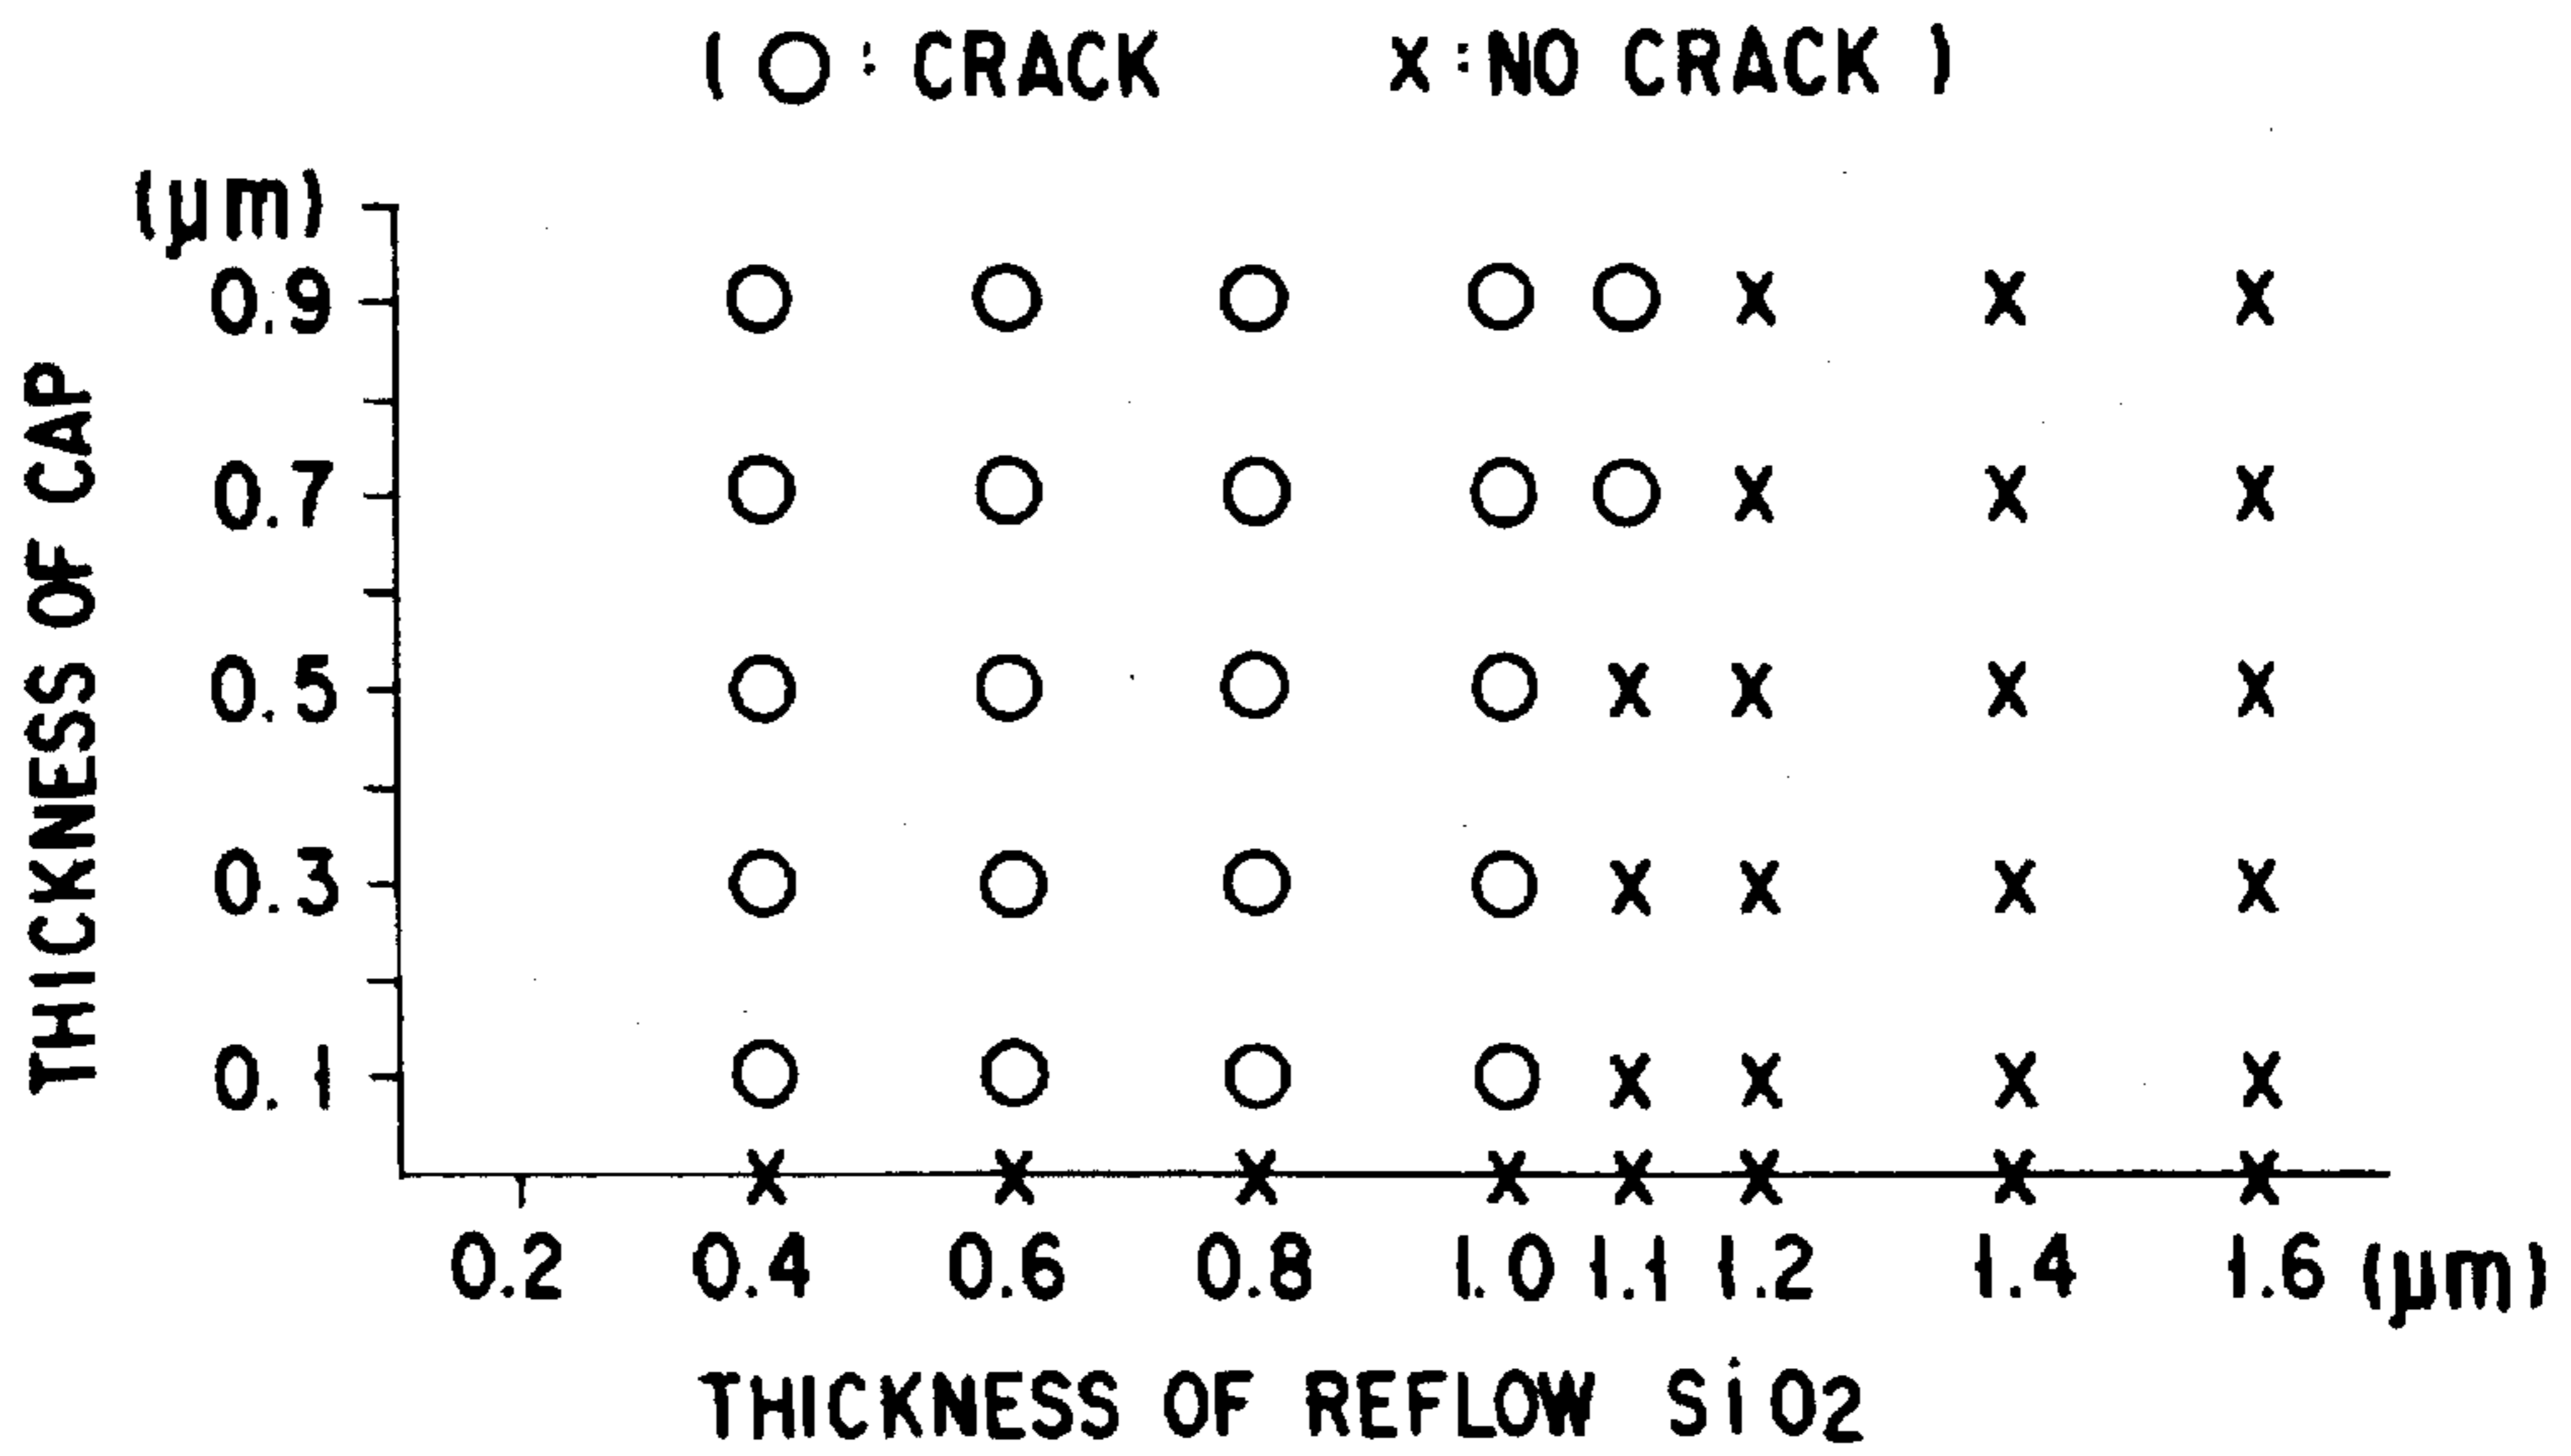 ( ○ : CRACK X : NO CRACK )
(μm)
0.9
0.7
0.5
0.3
0.1
THICKNESS OF CAP
0.2 0.4 0.6 0.8 1.0 1.1 1.2 1.4 1.6 (μm)
THICKNESS OF REFLOW SiO2